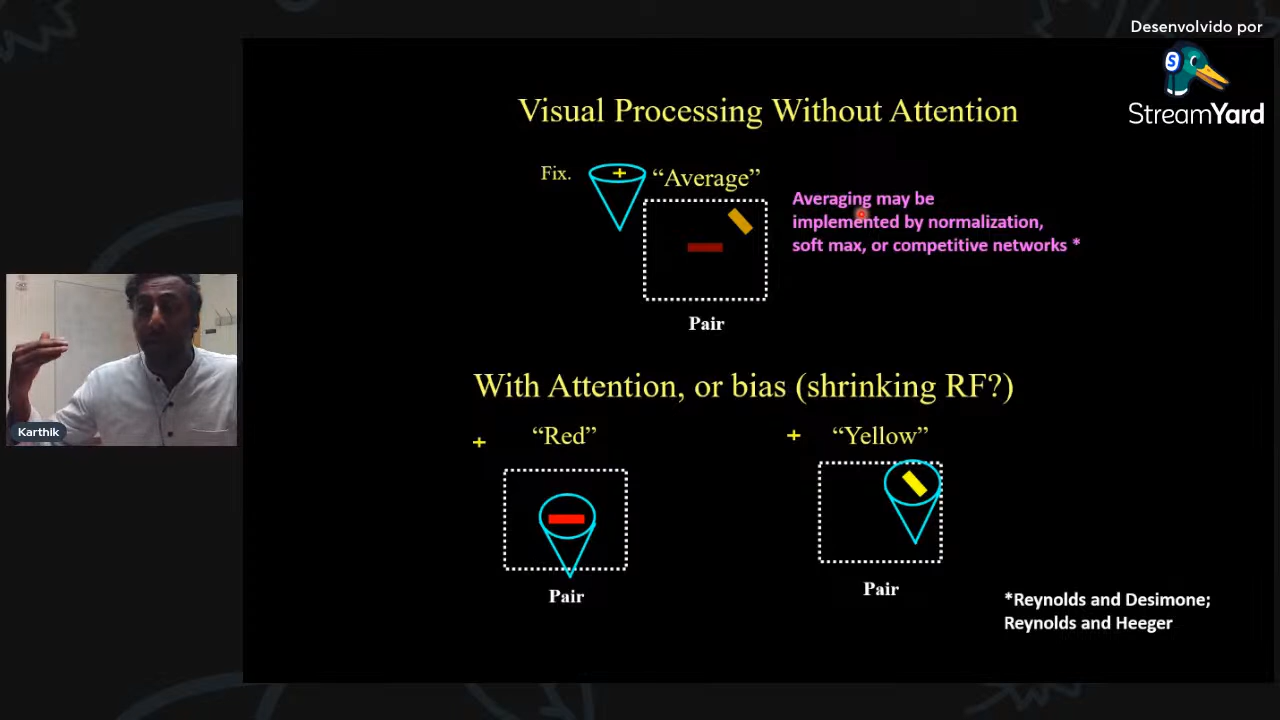 Desenvolvido por
S
StreamYard
Visual Processing Without Attention
Fix. + “Average”
Averaging may be
implemented by normalization,
soft max, or competitive networks *
Pair
With Attention, or bias (shrinking RF?)
+ “Red”
+ “Yellow”
Pair
Pair
*Reynolds and Desimone;
Reynolds and Heeger
Karthik